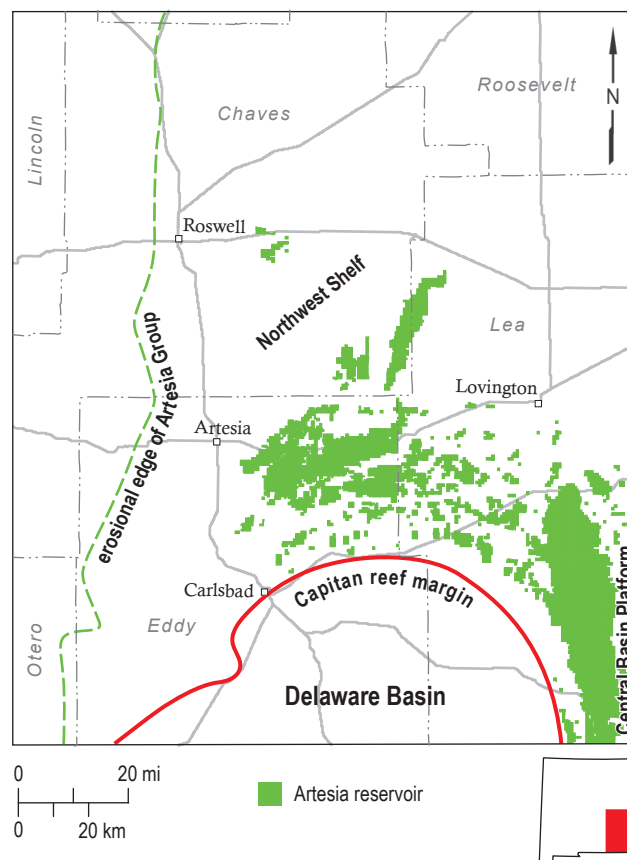 Roosevelt
N
Chaves
Lincoln
Roswell
Northwest Shelf
Lea
erosional edge of Artesia Group
Lovington
Artesia
Carlsbad
Capitan reef margin
Eddy
Otero
Delaware Basin
Central Basin Platform
0 20 mi
0 20 km
Artesia reservoir